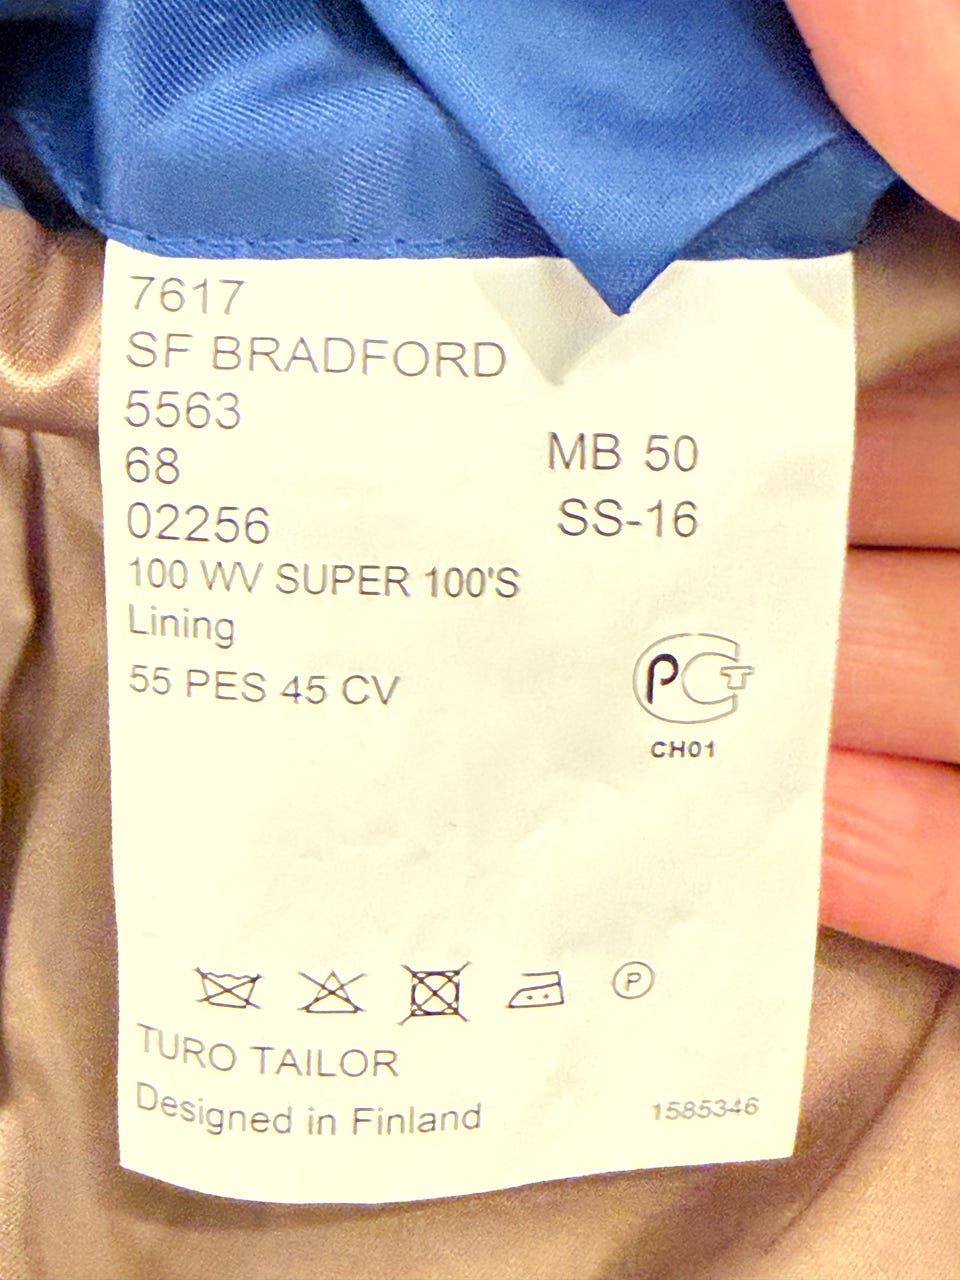 7617
SF BRADFORD
5563
68
MB 50
02256
SS-16
100 WV SUPER 100'S
Lining
55 PES 45 CV
РСТ
CH01
P
TURO TAILOR
Designed in Finland
1585346